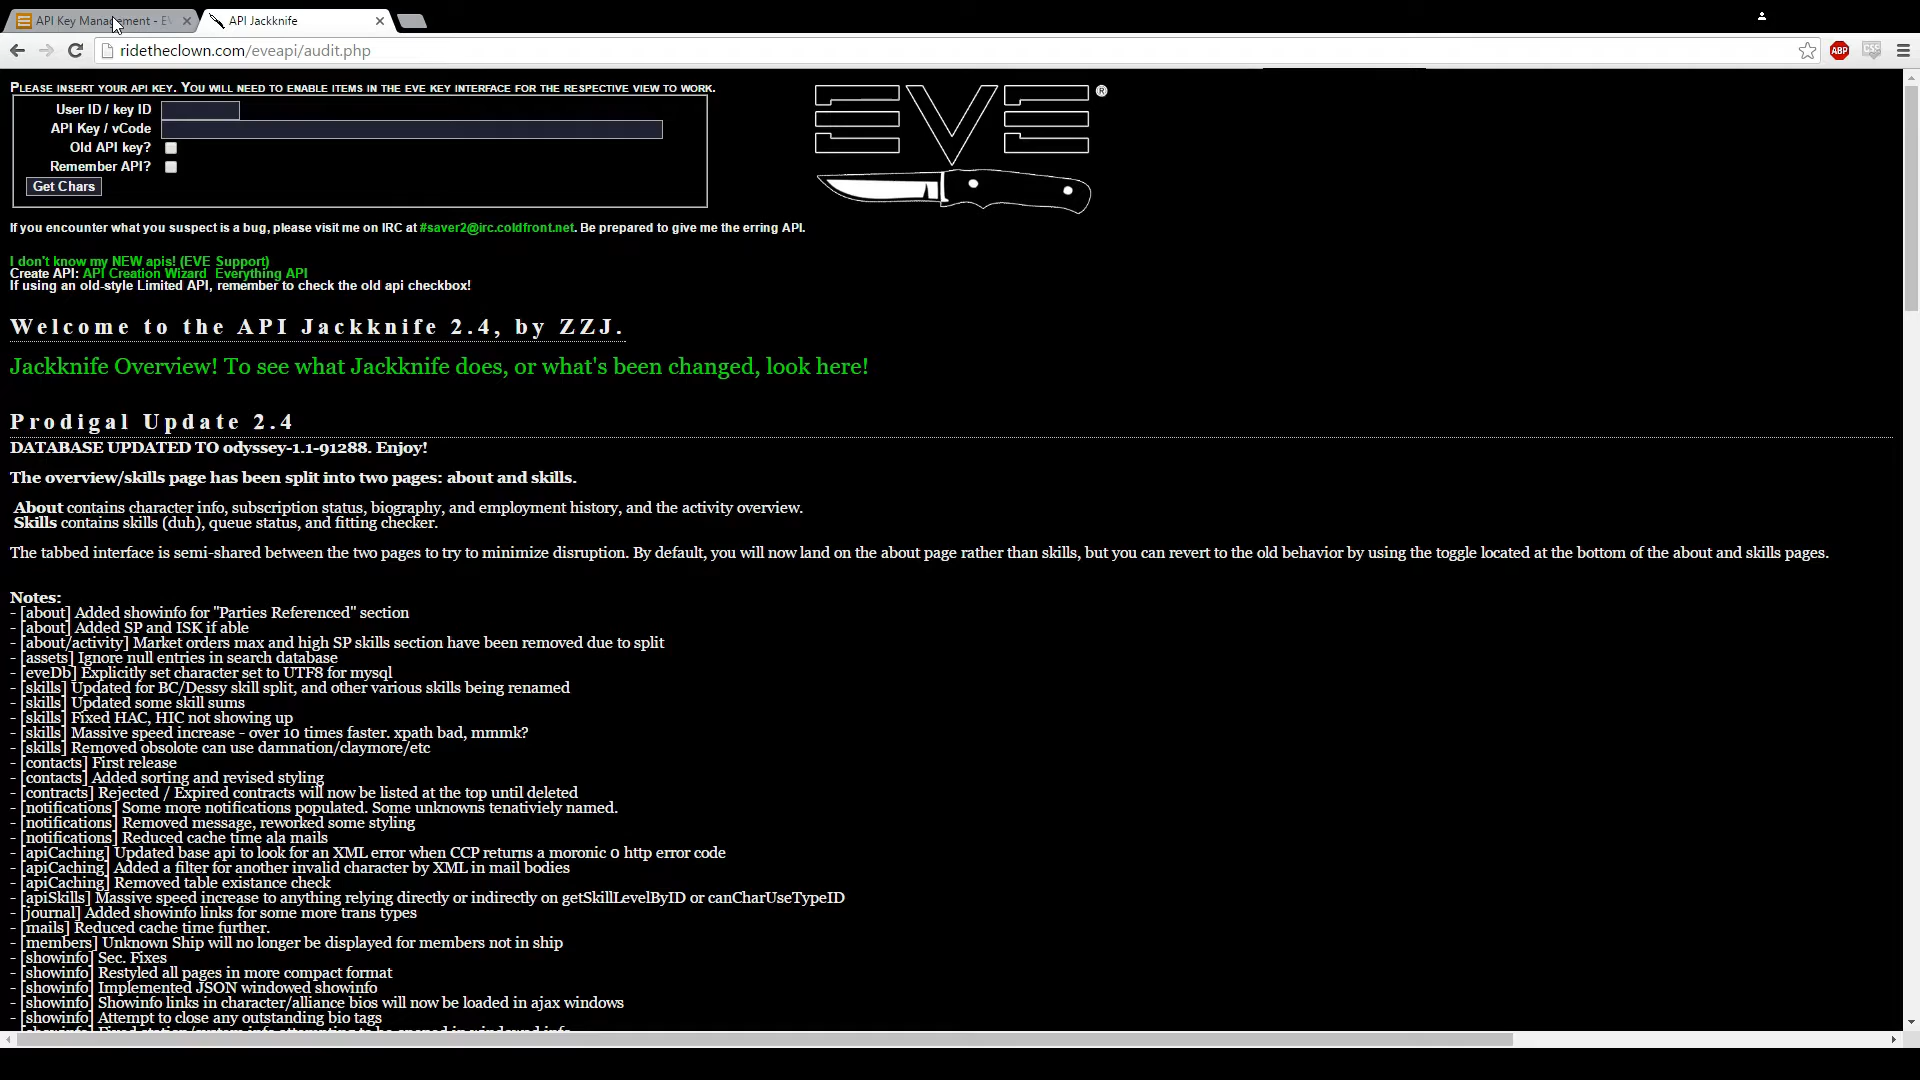 API Key Management - EV
API Jackknife
ridetheclown.com/eveapi/audit.php
ABP
CSP
PLEASE INSERT YOUR API KEY. YOU WILL NEED TO ENABLE ITEMS IN THE EVE KEY INTERFACE FOR THE RESPECTIVE VIEW TO WORK.
User ID / key ID
API Key / vCode
Old API key?
Remember API?
Get Chars
EVE ®
If you encounter what you suspect is a bug, please visit me on IRC at #saver2@irc.coldfront.net. Be prepared to give me the erring API.
I don't know my NEW apis! (EVE Support)
Create API: API Creation Wizard Everything API
If using an old-style Limited API, remember to check the old api checkbox!
Welcome to the API Jackknife 2.4, by ZZJ.
Jackknife Overview! To see what Jackknife does, or what's been changed, look here!
Prodigal Update 2.4
DATABASE UPDATED TO odyssey-1.1-91288. Enjoy!
The overview/skills page has been split into two pages: about and skills.
About contains character info, subscription status, biography, and employment history, and the activity overview.
Skills contains skills (duh), queue status, and fitting checker.
The tabbed interface is semi-shared between the two pages to try to minimize disruption. By default, you will now land on the about page rather than skills, but you can revert to the old behavior by using the toggle located at the bottom of the about and skills pages.
Notes:
- [about] Added showinfo for "Parties Referenced" section
- [about] Added SP and ISK if able
- [about/activity] Market orders max and high SP skills section have been removed due to split
- [assets] Ignore null entries in search database
- [eveDb] Explicitly set character set to UTF8 for mysql
- [skills] Updated for BC/Dessy skill split, and other various skills being renamed
- [skills] Updated some skill sums
- [skills] Fixed HAC, HIC not showing up
- [skills] Massive speed increase - over 10 times faster. xpath bad, mmmk?
- [skills] Removed obsolote can use damnation/claymore/etc
- [contacts] First release
- [contacts] Added sorting and revised styling
- [contracts] Rejected / Expired contracts will now be listed at the top until deleted
- [notifications] Some more notifications populated. Some unknowns tenativiely named.
- [notifications] Removed message, reworked some styling
- [notifications] Reduced cache time ala mails
- [apiCaching] Updated base api to look for an XML error when CCP returns a moronic 0 http error code
- [apiCaching] Added a filter for another invalid character by XML in mail bodies
- [apiCaching] Removed table existance check
- [apiSkills] Massive speed increase to anything relying directly or indirectly on getSkillLevelByID or canCharUseTypeID
- [journal] Added showinfo links for some more trans types
- [mails] Reduced cache time further.
- [members] Unknown Ship will no longer be displayed for members not in ship
- [showinfo] Sec. Fixes
- [showinfo] Restyled all pages in more compact format
- [showinfo] Implemented JSON windowed showinfo
- [showinfo] Showinfo links in character/alliance bios will now be loaded in ajax windows
- [showinfo] Attempt to close any outstanding bio tags